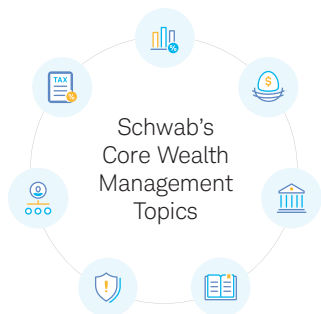 TAX
%
%
$
Schwab's
Core Wealth
Management
Topics
!